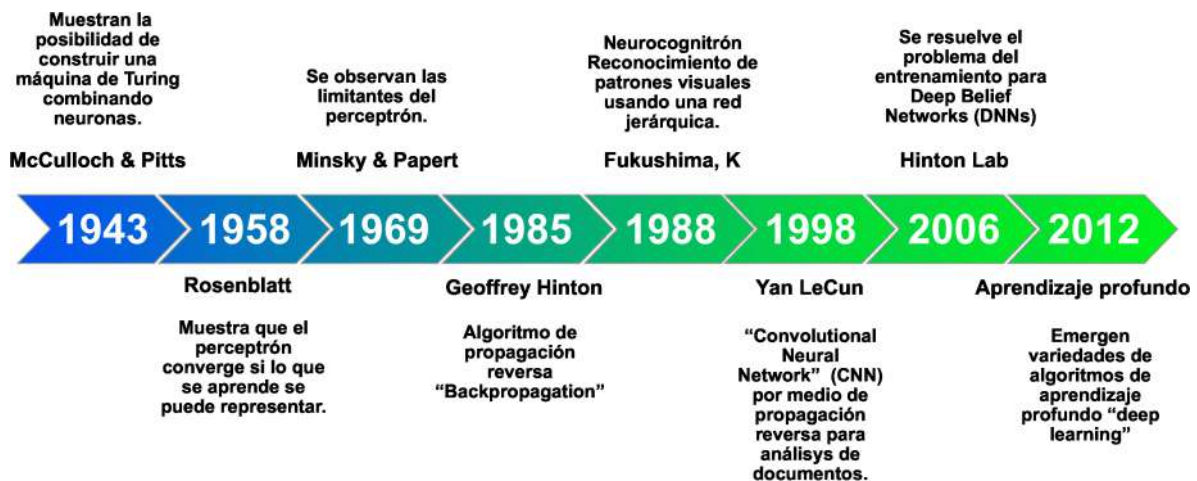 Muestran la
posibilidad de
construir una
máquina de Turing
combinando
neuronas.
McCulloch & Pitts
Se observan las
limitantes del
perceptrón.
Minsky & Papert
Neurocognitrón
Reconocimiento de
patrones visuales
usando una red
jerárquica.
Fukushima, K
Se resuelve el
problema del
entrenamiento para
Deep Belief
Networks (DNNs)
Hinton Lab
1943 1958 1969 1985 1988 1998 2006 2012
Rosenblatt
Muestra que el
perceptrón
converge si lo que
se aprende se
puede representar.
Geoffrey Hinton
Algoritmo de
propagación
reversa
“Backpropagation”
Yan LeCun
“Convolutional
Neural
Network” (CNN)
por medio de
propagación
reversa para
análisys de
documentos.
Aprendizaje profundo
Emergen
variedades de
algoritmos de
aprendizaje
profundo “deep
learning”